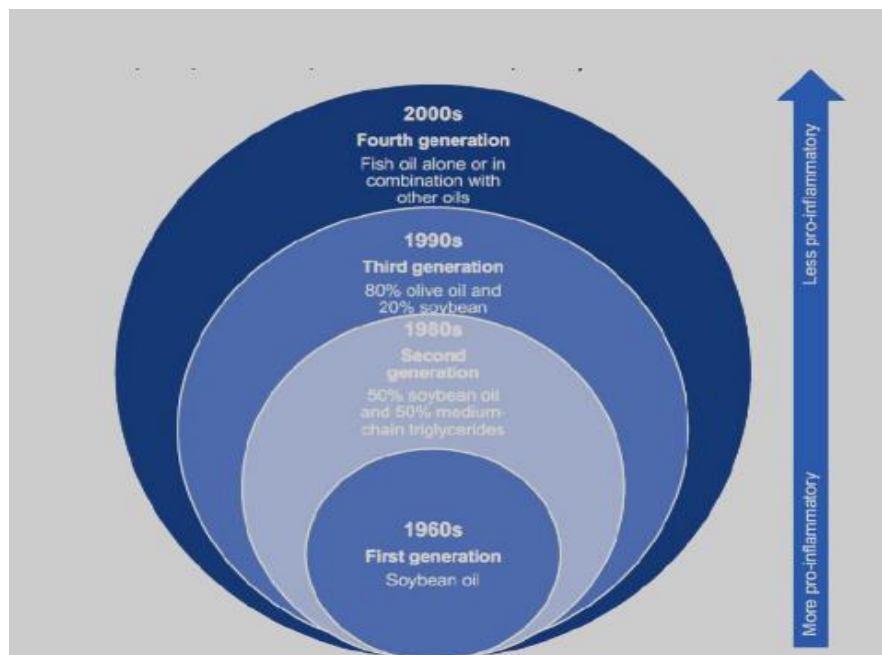 2000s
Fourth generation
Fish oil alone or in
combination with
other oils
1990s
Third generation
80% olive oil and
20% soybean
1980s
Second
generation
50% soybean oil
and 50% medium-
chain triglycerides
1960s
First generation
Soybean oil
Less pro-inflammatory
More pro-inflammatory